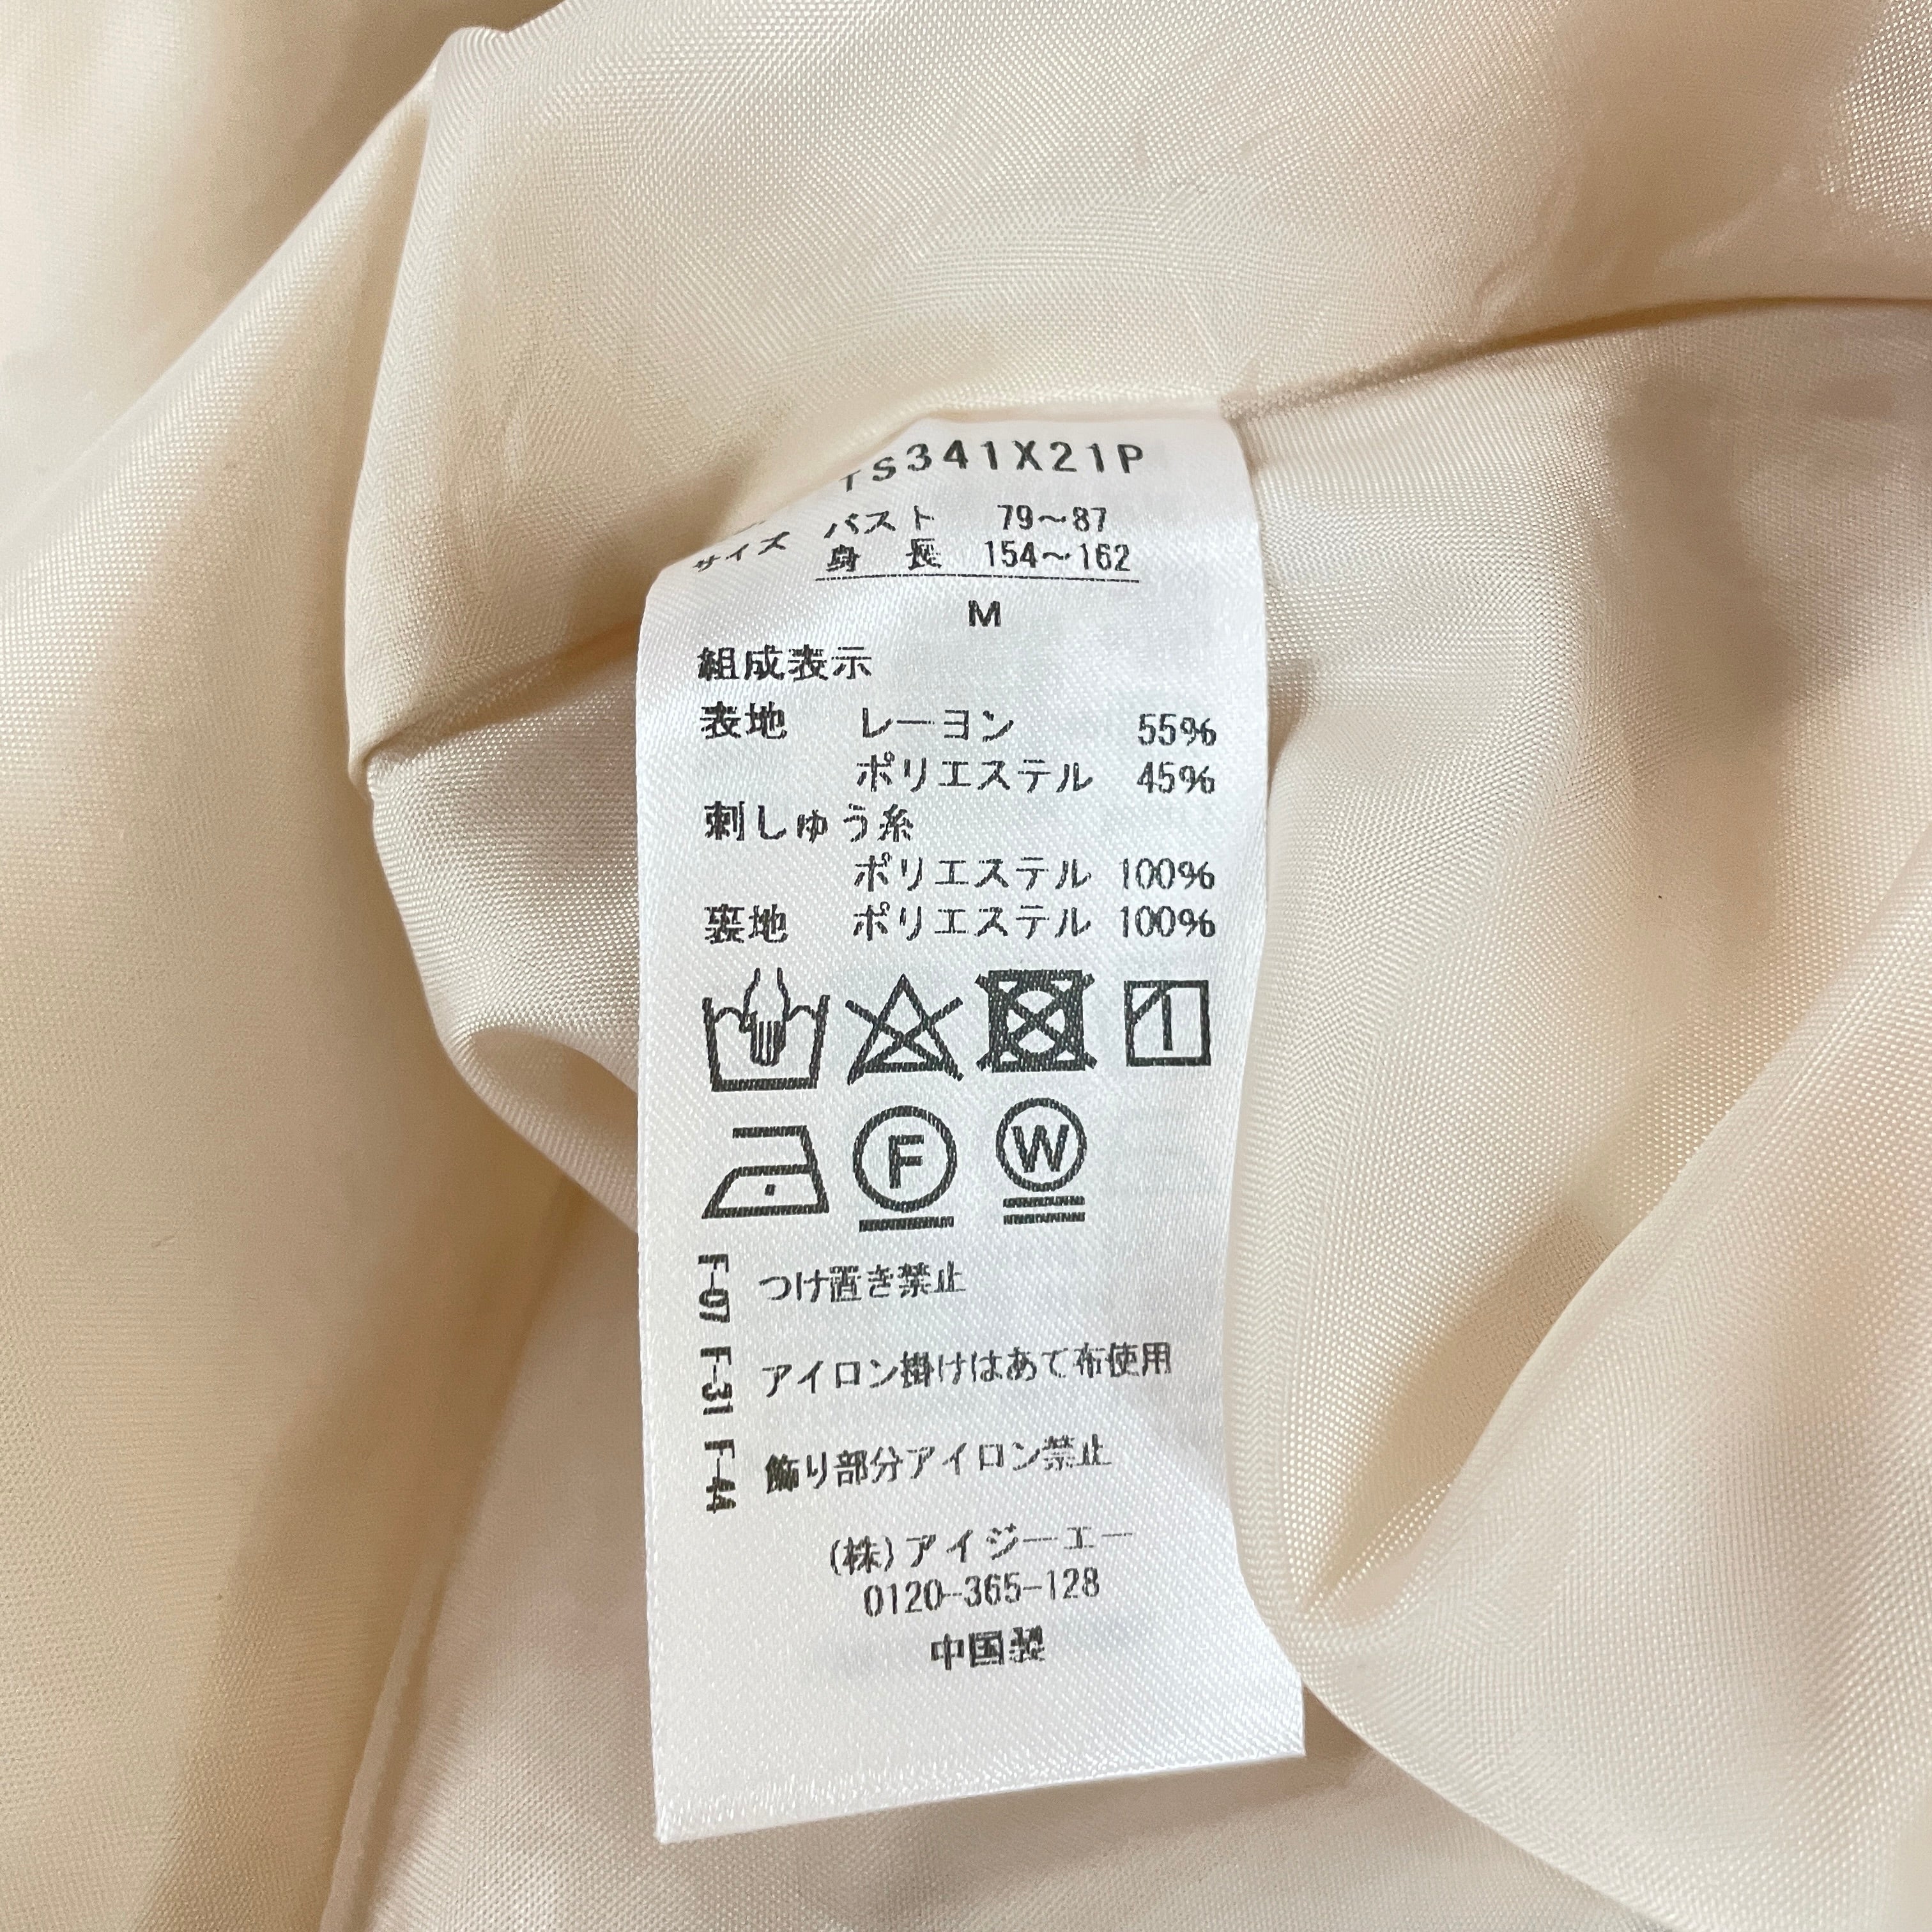 TS341X21P
サイズ バスト 79～87
身 長 154～162
M
組成表示
表地 レーヨン 55%
ポリエステル 45%
刺しゅう糸
ポリエステル 100%
裏地 ポリエステル 100%
F W
F-07 つけ置き禁止
F-31 アイロン掛けはあて布使用
F-44 飾り部分アイロン禁止
(株)アイジーエー
0120-365-128
中国製